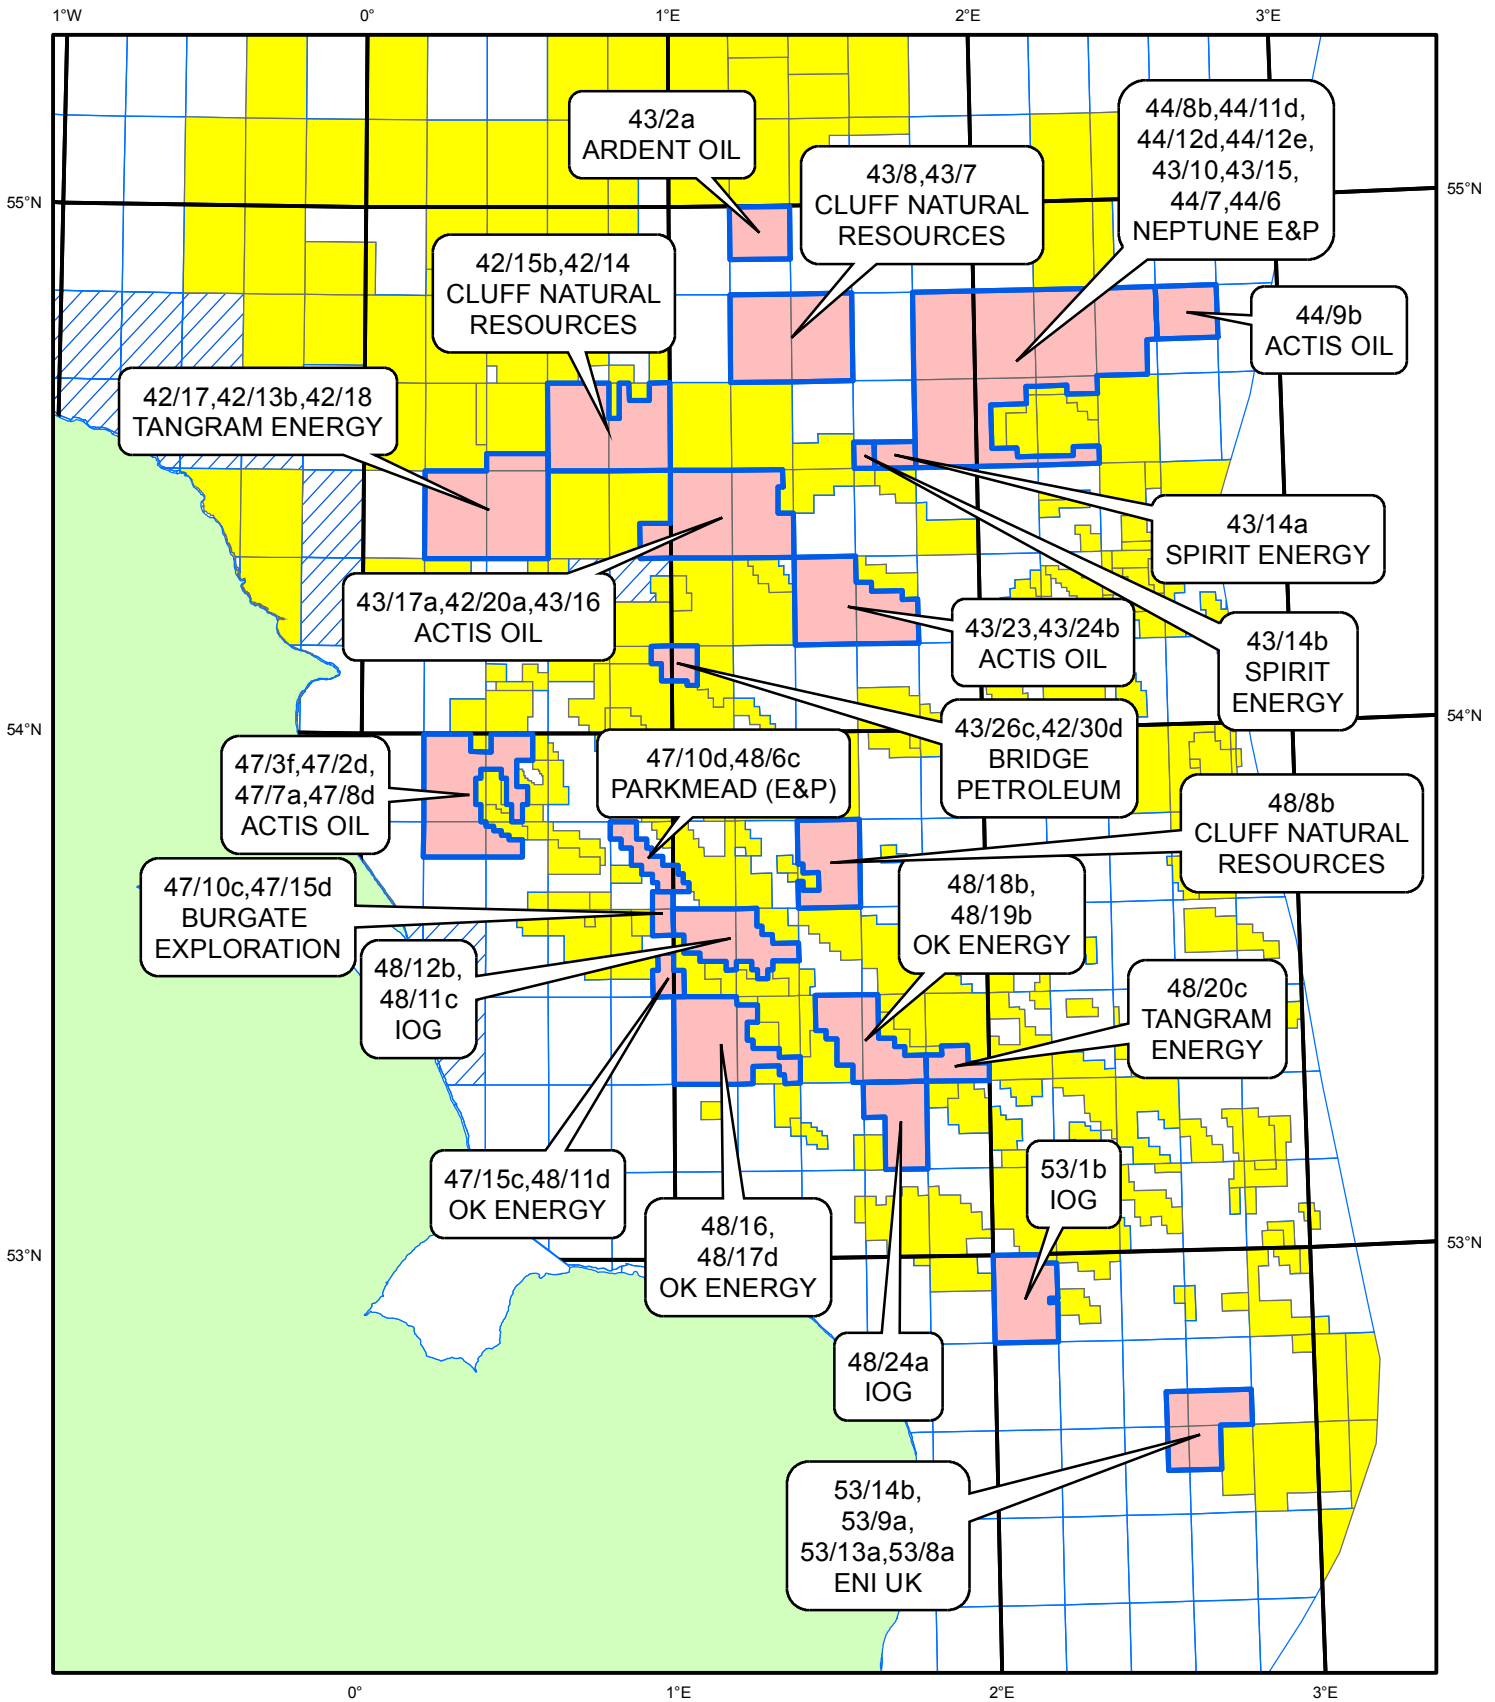 1°W
0°
1°E
2°E
3°E
43/2a
ARDENT OIL
44/8b,44/11d,
44/12d,44/12e,
43/10,43/15,
44/7,44/6
NEPTUNE E&P
43/8,43/7
CLUFF NATURAL
RESOURCES
55°N
55°N
42/15b,42/14
CLUFF NATURAL
RESOURCES
44/9b
ACTIS OIL
42/17,42/13b,42/18
TANGRAM ENERGY
43/14a
SPIRIT ENERGY
43/17a,42/20a,43/16
ACTIS OIL
43/23,43/24b
ACTIS OIL
43/14b
SPIRIT
ENERGY
54°N
54°N
43/26c,42/30d
BRIDGE
PETROLEUM
47/3f,47/2d,
47/7a,47/8d
ACTIS OIL
47/10d,48/6c
PARKMEAD (E&P)
48/8b
CLUFF NATURAL
RESOURCES
47/10c,47/15d
BURGATE
EXPLORATION
48/18b,
48/19b
OK ENERGY
48/12b,
48/11c
IOG
48/20c
TANGRAM
ENERGY
47/15c,48/11d
OK ENERGY
53/1b
IOG
48/16,
48/17d
OK ENERGY
53°N
53°N
48/24a
IOG
53/14b,
53/9a,
53/13a,53/8a
ENI UK
0°
1°E
2°E
3°E